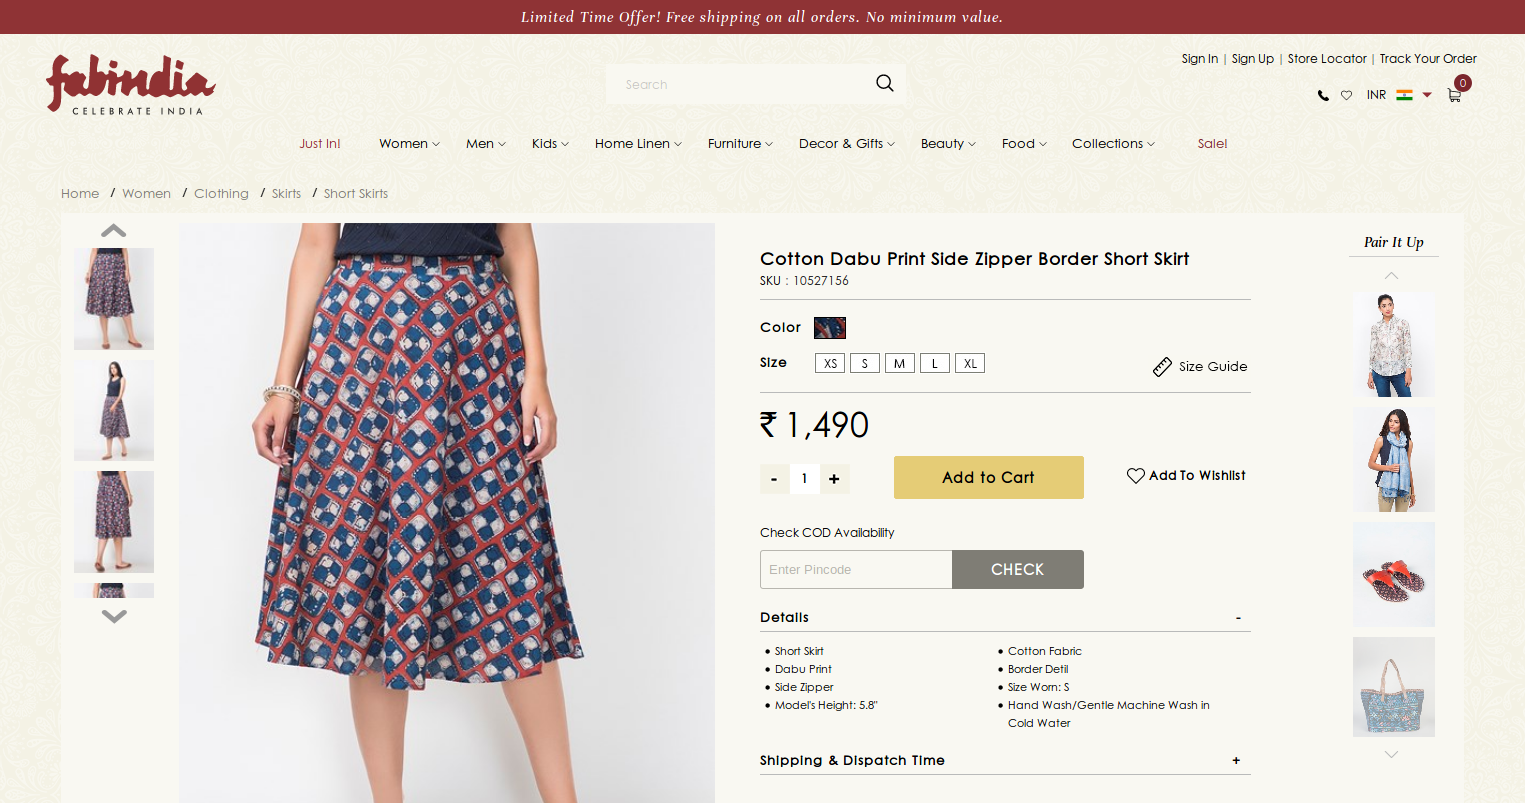 Limited Time Offer! Free shipping on all orders. No minimum value.
fabindia
CELEBRATE INDIA
Search
Sign In | Sign Up | Store Locator | Track Your Order
INR
0
Just In!
Women
Men
Kids
Home Linen
Furniture
Decor & Gifts
Beauty
Food
Collections
Sale!
Home / Women / Clothing / Skirts / Short Skirts
Cotton Dabu Print Side Zipper Border Short Skirt
SKU : 10527156
Color
Size XS S M L XL
Size Guide
₹ 1,490
- 1 +
Add to Cart
Add To Wishlist
Check COD Availability
Enter Pincode
CHECK
Details -
Short Skirt
Dabu Print
Side Zipper
Model's Height: 5.8"
Cotton Fabric
Border Detil
Size Worn: S
Hand Wash/Gentle Machine Wash in
Cold Water
Shipping & Dispatch Time +
Pair It Up